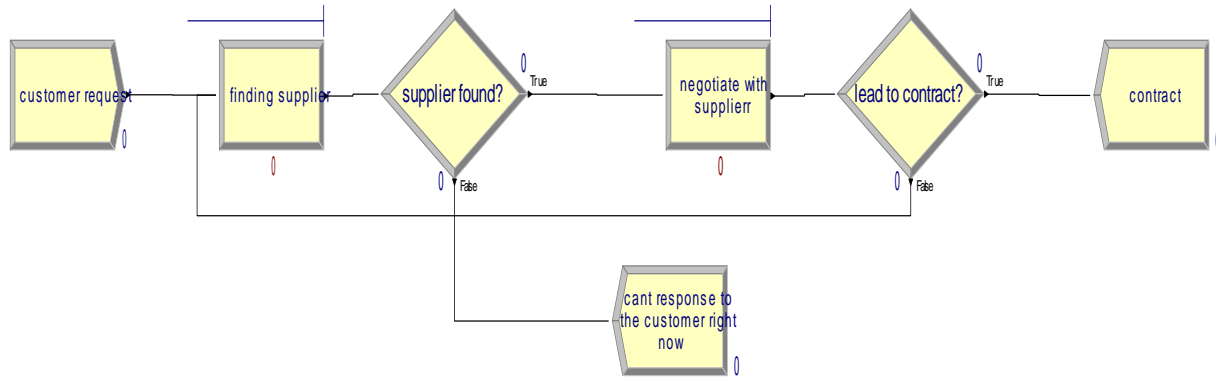 customer request
0
finding supplier
0
supplier found?
0
True
0
False
negotiate with
supplierr
0
lead to contract?
0
True
0
False
contract
cant response to
the customer right
now
0